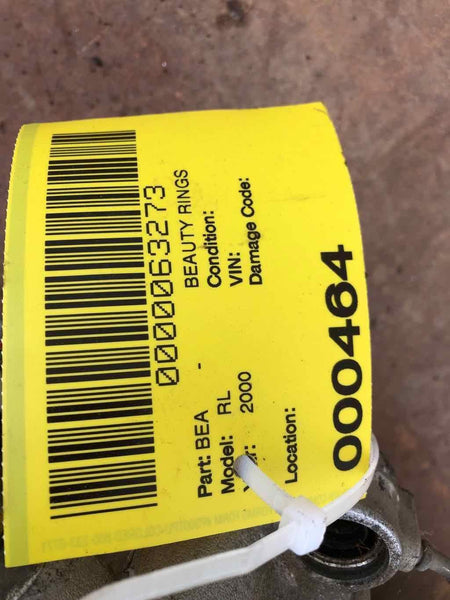 0000063273
BEAUTY RINGS
Part: BEA -
Model: RL
2000
Condition:
VIN:
Damage Code:
Location:
000464